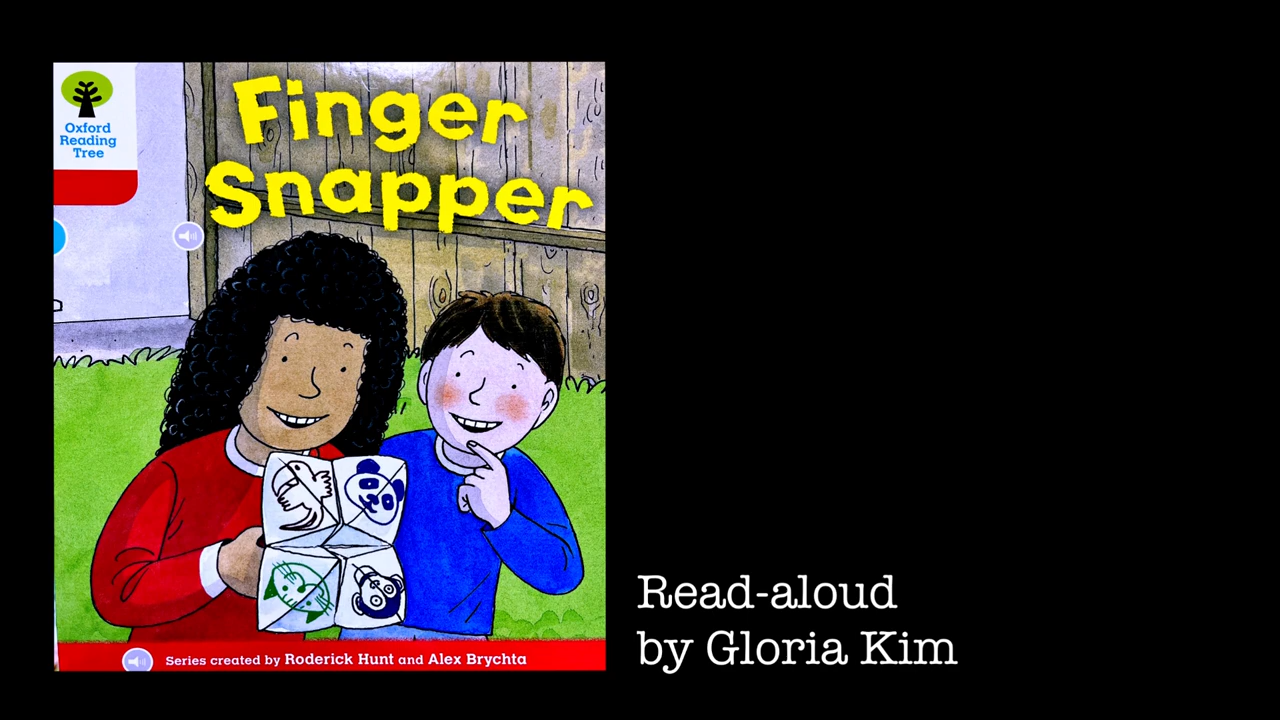 Oxford
Reading
Tree
Finger
Snapper
Series created by Roderick Hunt and Alex Brychta
Read-aloud
by Gloria Kim